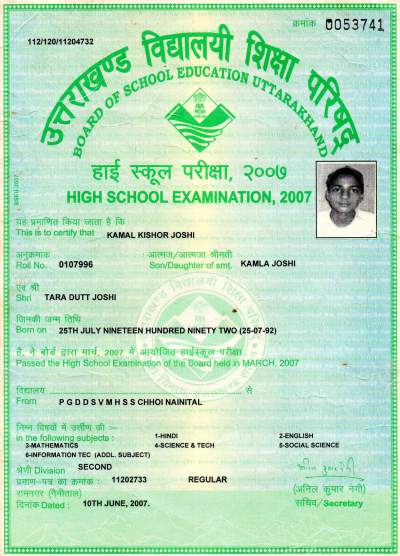 क्रमांक 0053741
112/120/11204732
उत्तराखण्ड विद्यालयी शिक्षा परिषद्
BOARD OF SCHOOL EDUCATION UTTARAKHAND
हाई स्कूल परीक्षा, २००७
HIGH SCHOOL EXAMINATION, 2007
यह प्रमाणित किया जाता है कि
This is to certify that KAMAL KISHOR JOSHI
अनुक्रमांक आत्मज/आत्मजा श्रीमती
Roll No. 0107996 Son/Daughter of smt. KAMLA JOSHI
एवं श्री
Shri TARA DUTT JOSHI
जिनकी जन्म तिथि
Born on 25TH JULY NINETEEN HUNDRED NINETY TWO (25-07-92)
है, ने बोर्ड द्वारा मार्च, 2007 में आयोजित हाईस्कूल परीक्षा
Passed the High School Examination of the Board held in MARCH, 2007
विद्यालय से
From P G D D S V M H S S CHHOI NAINITAL
निम्न विषयों में उत्तीर्ण की :-
in the following subjects : 1-HINDI 2-ENGLISH
3-MATHEMATICS 4-SCIENCE & TECH 5-SOCIAL SCIENCE
6-INFORMATION TEC (ADDL. SUBJECT)
श्रेणी Division SECOND
प्रमाण-पत्र का क्रमांक : 11202733 REGULAR
रामनगर (नैनीताल) (अनिल कुमार नेगी)
दिनांक Dated : 10TH JUNE, 2007. सचिव/Secretary